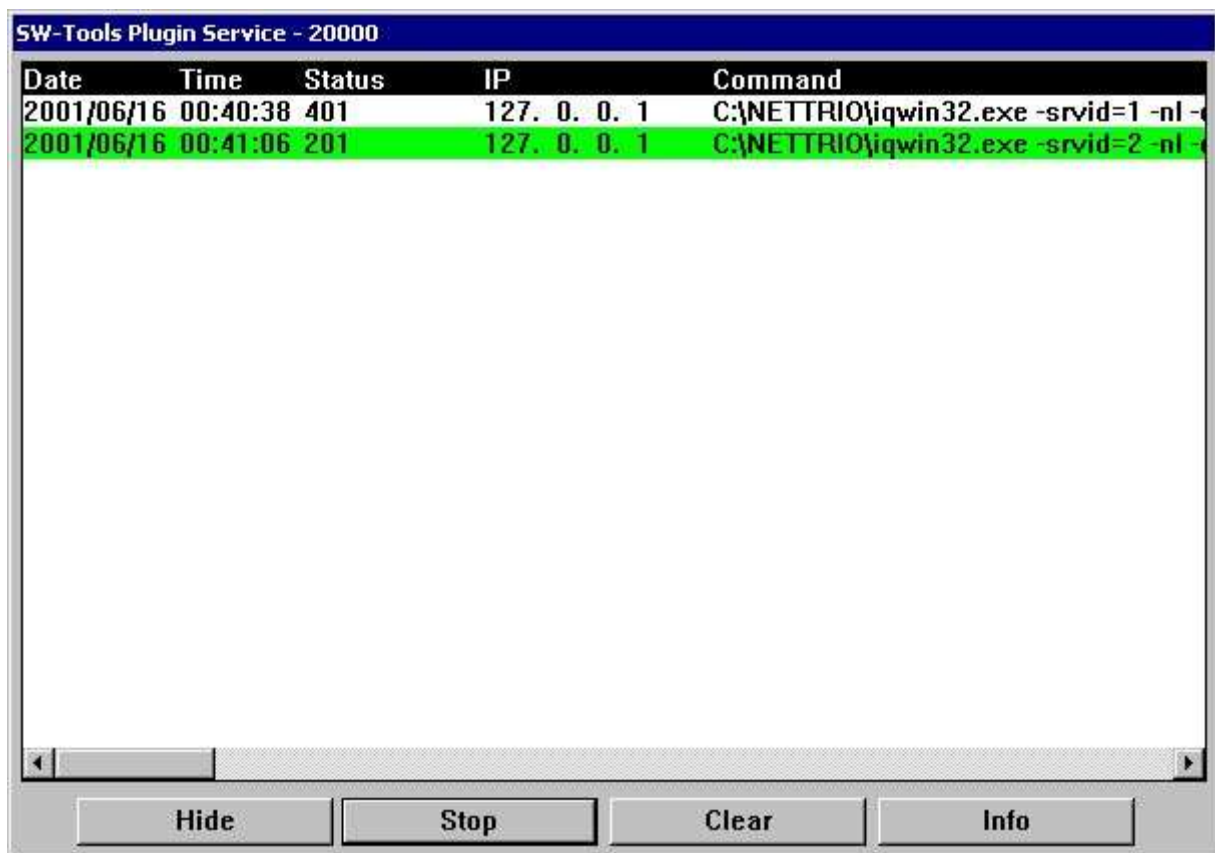 SW-Tools Plugin Service - 20000
Date Time Status IP Command
2001/06/16 00:40:38 401 127. 0. 0. 1 C:\NETTRIO\iqwin32.exe -srvid=1 -nl -
2001/06/16 00:41:06 201 127. 0. 0. 1 C:\NETTRIO\iqwin32.exe -srvid=2 -nl -
Hide Stop Clear Info